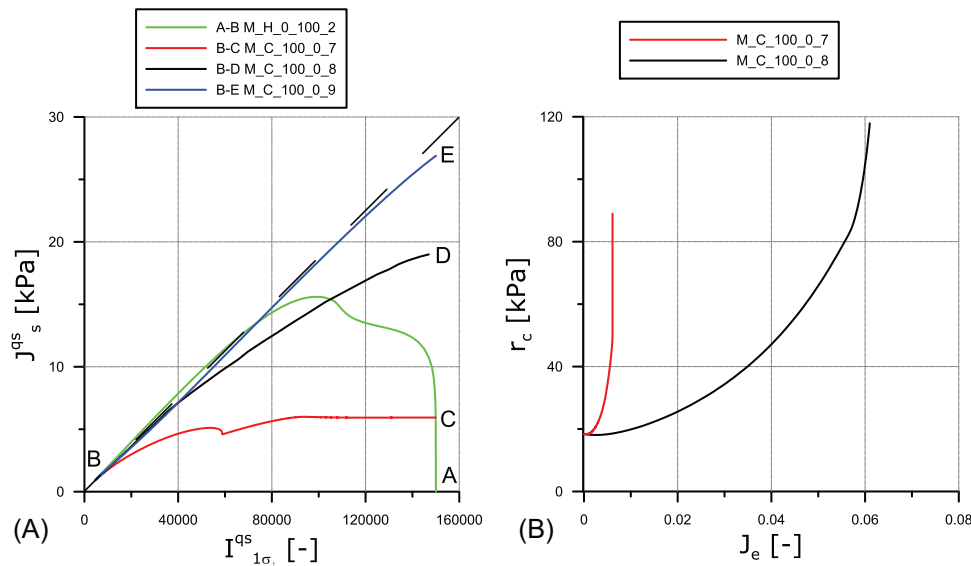 A-B M_H_0_100_2
B-C M_C_100_0_7
B-D M_C_100_0_8
B-E M_C_100_0_9
M_C_100_0_7
M_C_100_0_8
30
20
10
0
J^qs_s [kPa]
B
E
D
C
A
0
40000
80000
120000
160000
(A)
I^qs_1σ, [-]
120
80
40
0
r_c [kPa]
0
0.02
0.04
0.06
0.08
(B)
J_e [-]